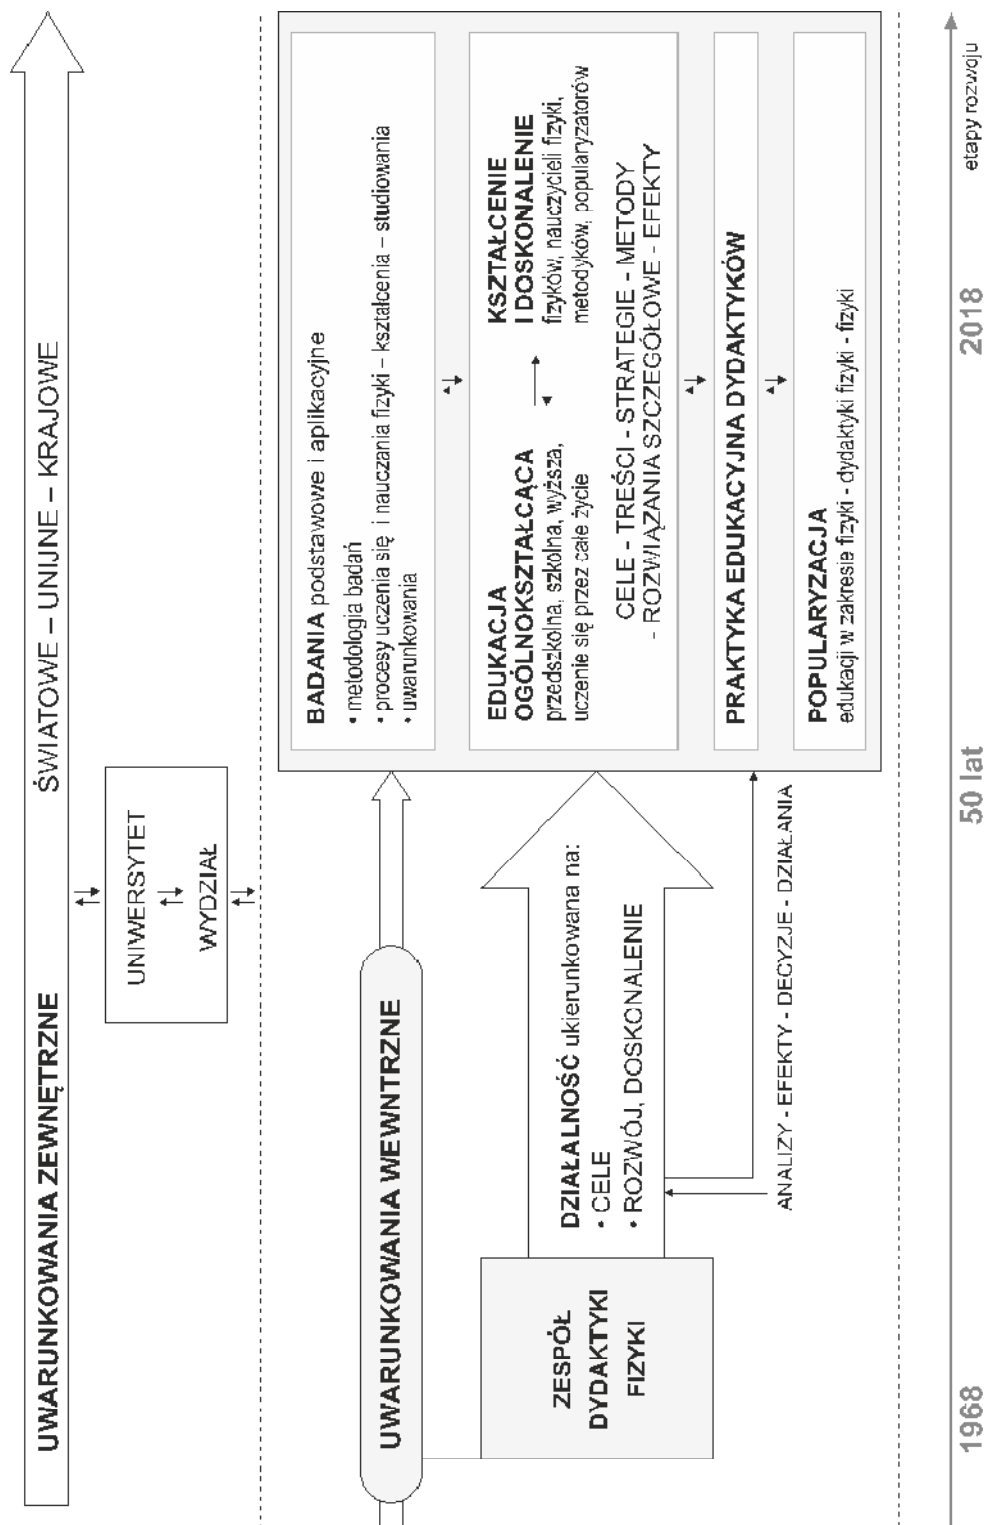 UWARUNKOWANIA ZEWNĘTRZNE
ŚWIATOWE – UNIJNE – KRAJOWE
UNIWERSYTET
WYDZIAŁ
UWARUNKOWANIA WEWNTRZNE
ZESPÓŁ
DYDAKTYKI
FIZYKI
DZIAŁALNOŚĆ ukierunkowana na:
• CELE
• ROZWÓJ, DOSKONALENIE
ANALIZY - EFEKTY - DECYZJE - DZIAŁANIA
BADANIA podstawowe i aplikacyjne
• metodologia badań
• procesy uczenia się i nauczania fizyki – kształcenia – studiowania
• uwarunkowania
EDUKACJA
OGÓLNOKSZTAŁCĄCA
przedszkolna, szkolna, wyższa,
uczenie się przez całe życie
KSZTAŁCENIE
I DOSKONALENIE
fizyków, nauczycieli fizyki,
metodyków, popularyzatorów
CELE - TREŚCI - STRATEGIE - METODY
- ROZWIĄZANIA SZCZEGÓŁOWE - EFEKTY
PRAKTYKA EDUKACYJNA DYDAKTYKÓW
POPULARYZACJA
edukacji w zakresie fizyki - dydaktyki fizyki - fizyki
1968
50 lat
2018
etapy rozwoju